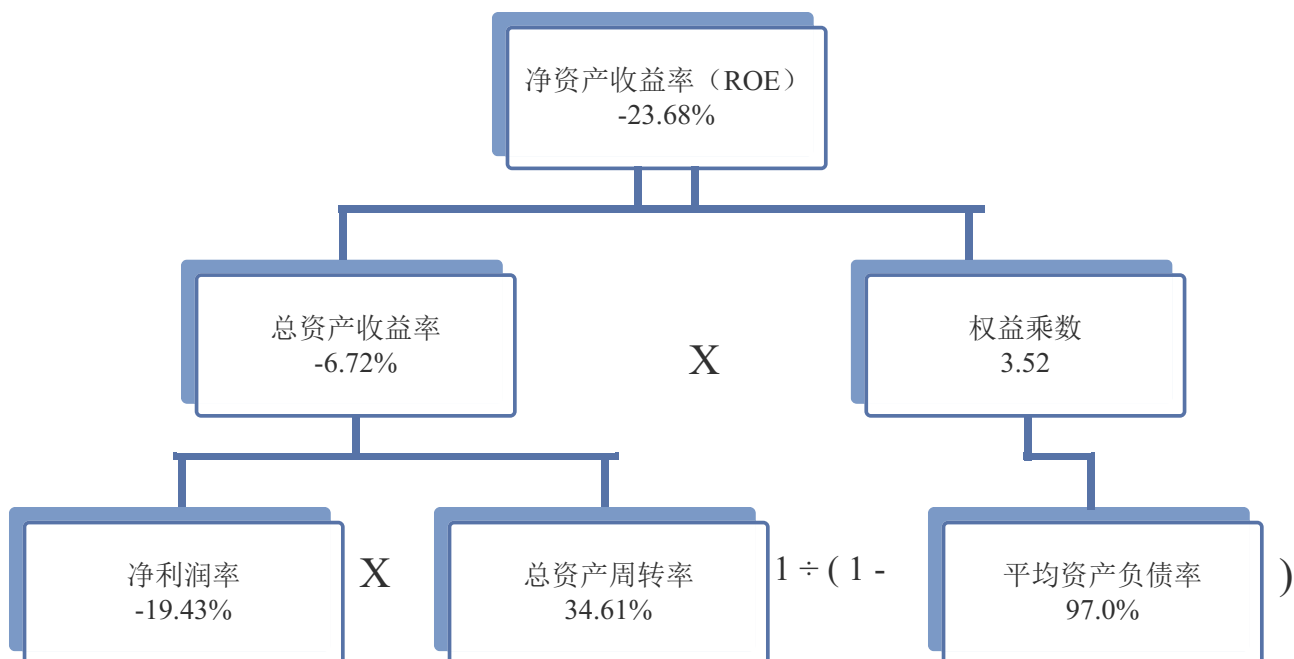 净资产收益率（ROE）
-23.68%
总资产收益率
-6.72%
X
权益乘数
3.52
净利润率
-19.43%
X
总资产周转率
34.61%
1 ÷ ( 1 -
平均资产负债率
97.0%
)